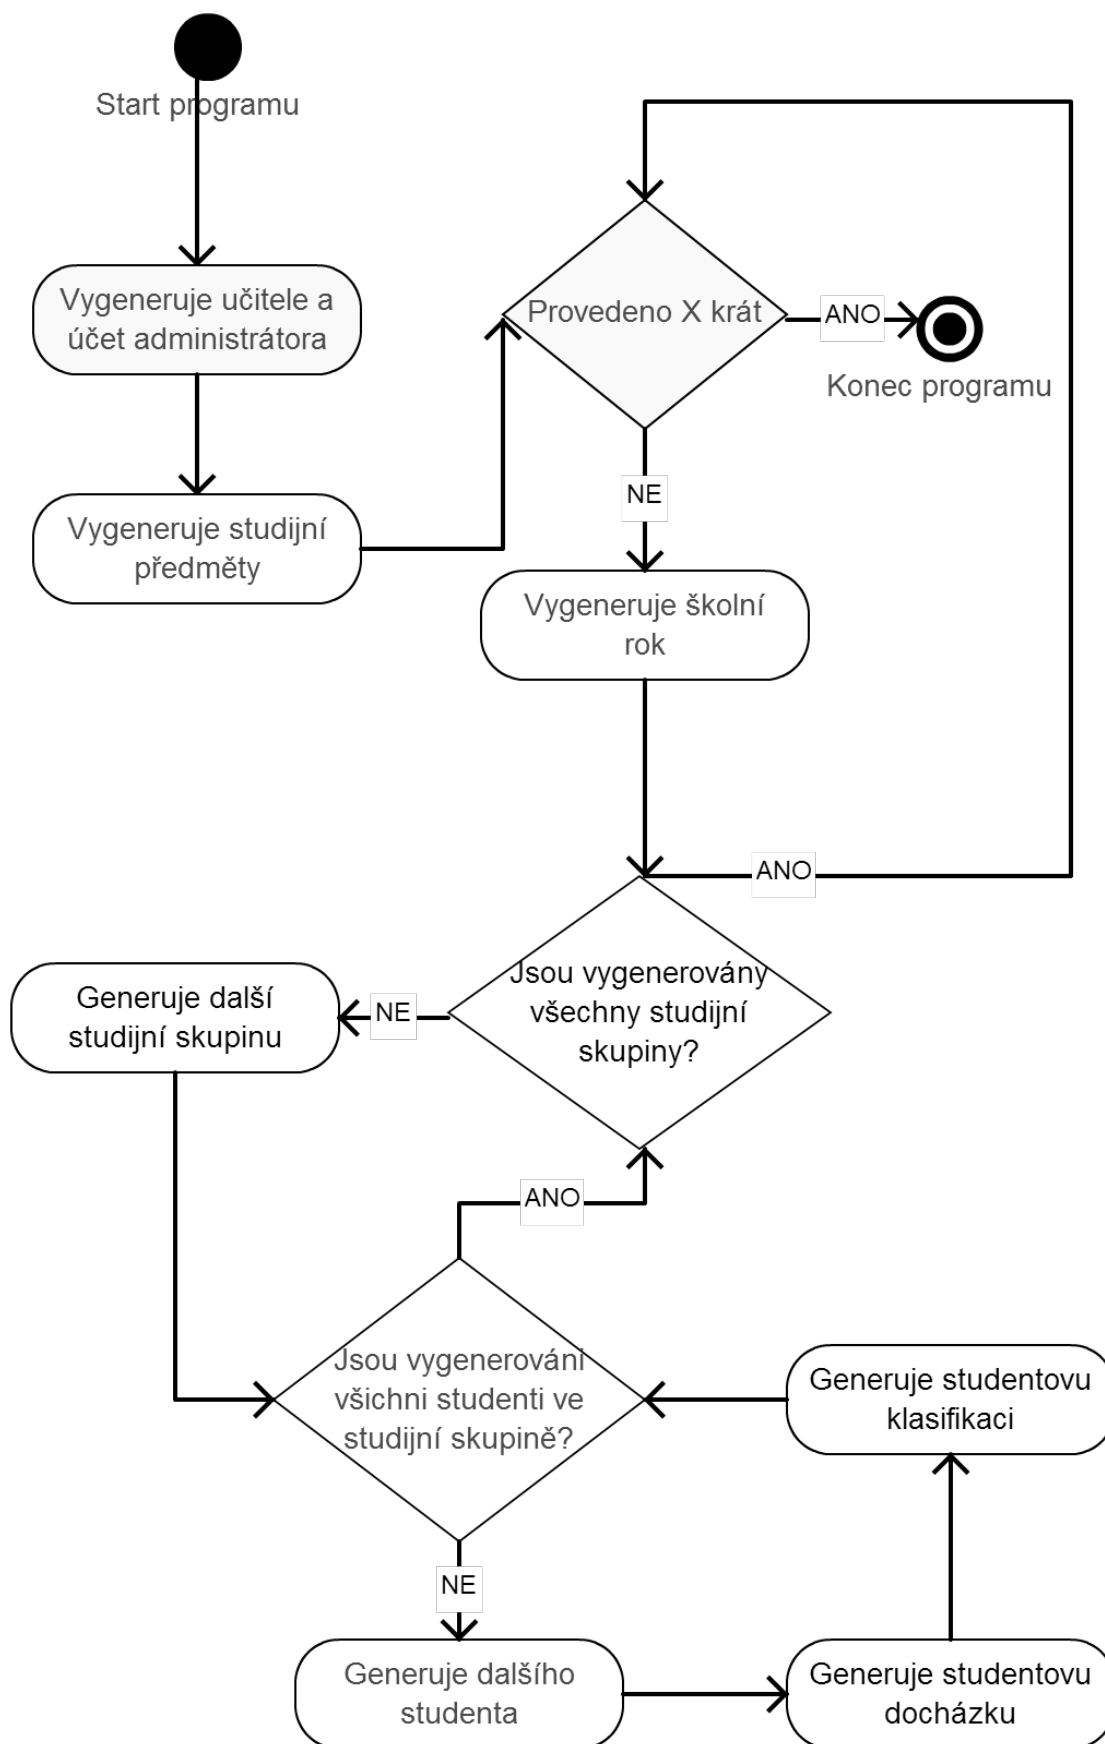 Start programu
Vygeneruje učitele a
účet administrátora
Vygeneruje studijní
předměty
Provedeno X krát
ANO
Konec programu
NE
Vygeneruje školní
rok
ANO
Jsou vygenerovány
všechny studijní
skupiny?
NE
Generuje další
studijní skupinu
ANO
Jsou vygenerování
všichni studenti ve
studijní skupině?
Generuje studentovu
klasifikaci
NE
Generuje dalšího
studenta
Generuje studentovu
docházku